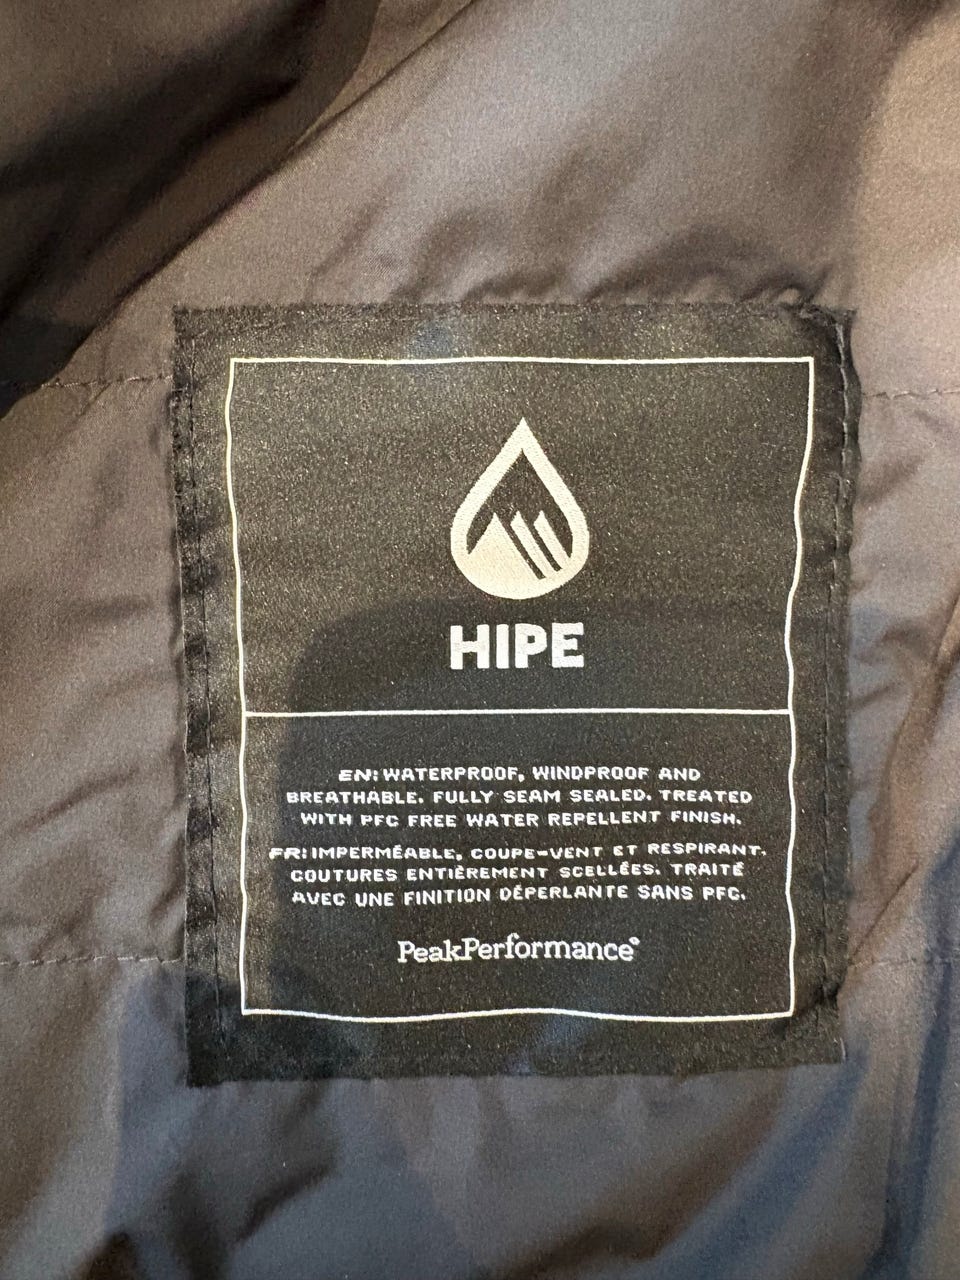 HIPE
EN: WATERPROOF, WINDPROOF AND
BREATHABLE. FULLY SEAM SEALED. TREATED
WITH PFC FREE WATER REPELLENT FINISH.
FR: IMPERMÉABLE, COUPE-VENT ET RESPIRANT.
COUTURES ENTIÈREMENT SCELLÉES. TRAITÉ
AVEC UNE FINITION DÉPERLANTE SANS PFC.
PeakPerformance®